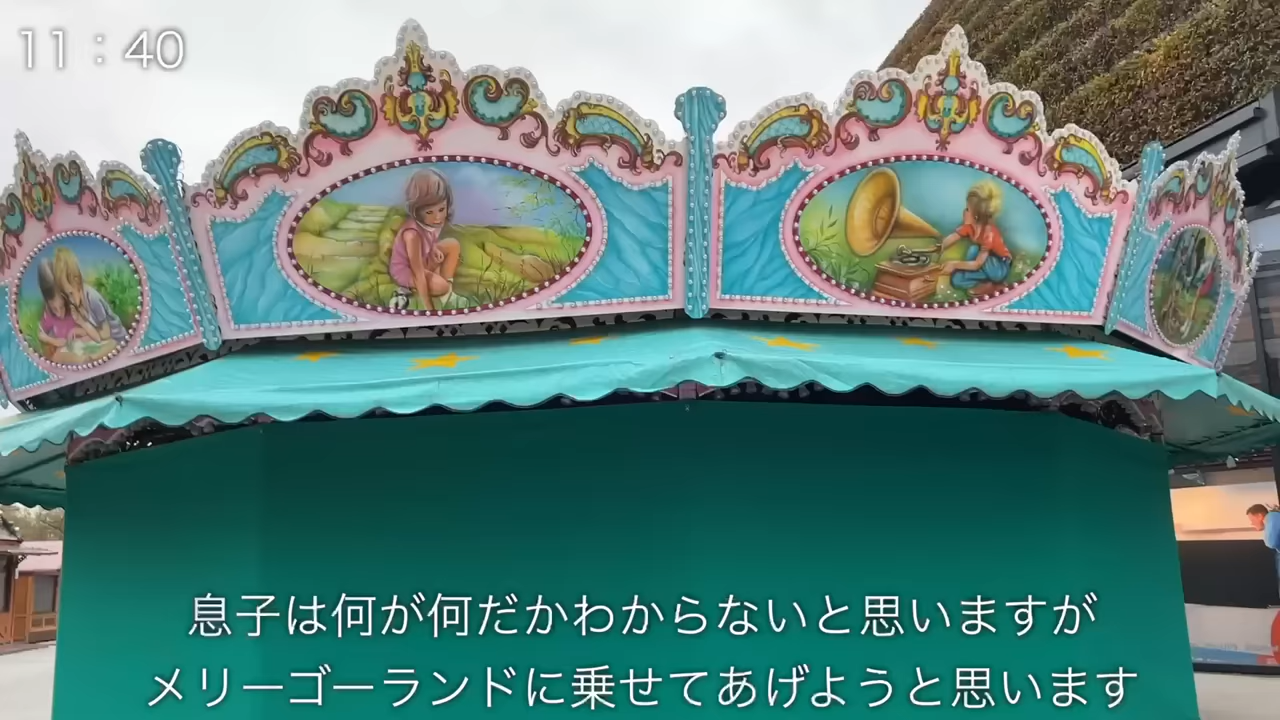 11：40
息子は何が何だかわからないと思いますが
メリーゴーランドに乗せてあげようと思います